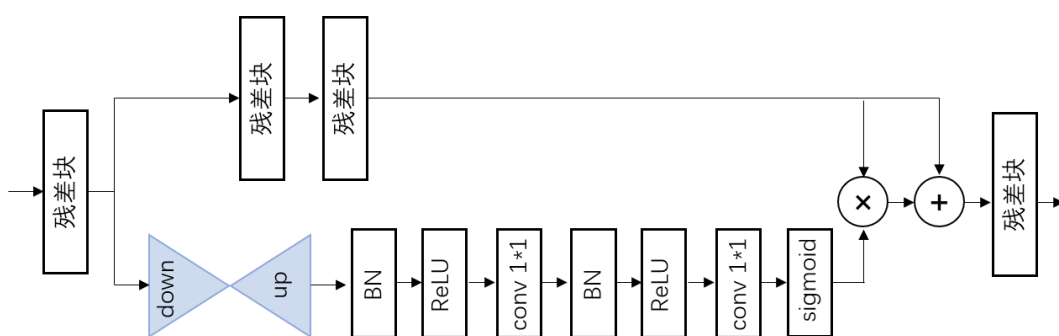 残差块
残差块
残差块
down
up
BN
ReLU
conv 1*1
BN
ReLU
conv 1*1
sigmoid
×
+
残差块